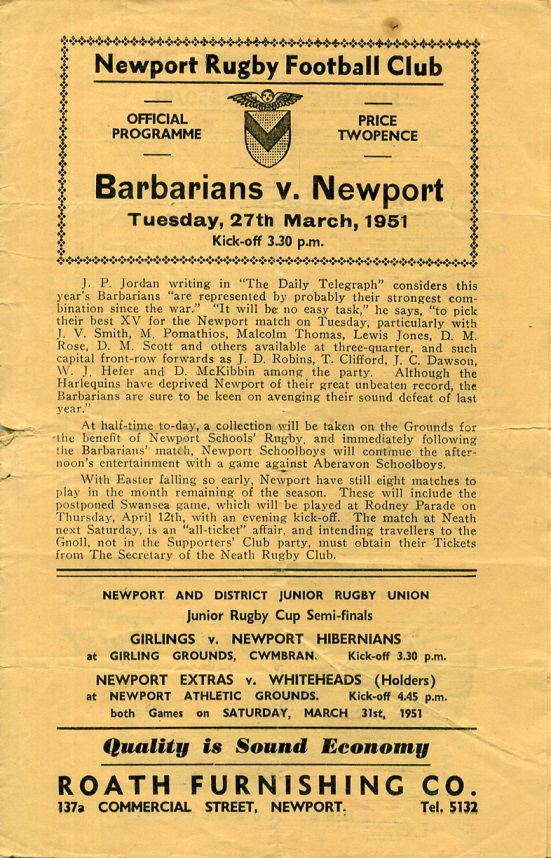 Newport Rugby Football Club
OFFICIAL
PROGRAMME
PRICE
TWOPENCE
Barbarians v. Newport
Tuesday, 27th March, 1951
Kick-off 3.30 p.m.
J. P. Jordan writing in "The Daily Telegraph" considers this
year's Barbarians "are represented by probably their strongest com-
bination since the war." "It will be no easy task," he says, "to pick
their best XV for the Newport match on Tuesday, particularly with
J. V. Smith, M. Pomathios, Malcolm Thomas, Lewis Jones, D. M.
Rose, D. M. Scott and others available at three-quarter, and such
capital front-row forwards as J. D. Robins, T. Clifford, J. C. Dawson,
W. J. Hefer and D. McKibbin among the party. Although the
Harlequins have deprived Newport of their great unbeaten record, the
Barbarians are sure to be keen on avenging their sound defeat of last
year."
At half-time to-day, a collection will be taken on the Grounds for
the benefit of Newport Schools' Rugby, and immediately following
the Barbarians' match, Newport Schoolboys will continue the after-
noon's entertainment with a game against Aberavon Schoolboys.
With Easter falling so early, Newport have still eight matches to
play in the month remaining of the season. These will include the
postponed Swansea game, which will be played at Rodney Parade on
Thursday, April 12th, with an evening kick-off. The match at Neath
next Saturday, is an "all-ticket" affair, and intending travellers to the
Gnoll, not in the Supporters' Club party, must obtain their Tickets
from The Secretary of the Neath Rugby Club.
NEWPORT AND DISTRICT JUNIOR RUGBY UNION
Junior Rugby Cup Semi-finals
GIRLINGS v. NEWPORT HIBERNIANS
at GIRLING GROUNDS, CWMBRAN. Kick-off 3.30 p.m.
NEWPORT EXTRAS v. WHITEHEADS (Holders)
at NEWPORT ATHLETIC GROUNDS. Kick-off 4.45 p.m.
both Games on SATURDAY, MARCH 31st, 1951
Quality is Sound Economy
ROATH FURNISHING CO.
137a COMMERCIAL STREET, NEWPORT. Tel. 5132